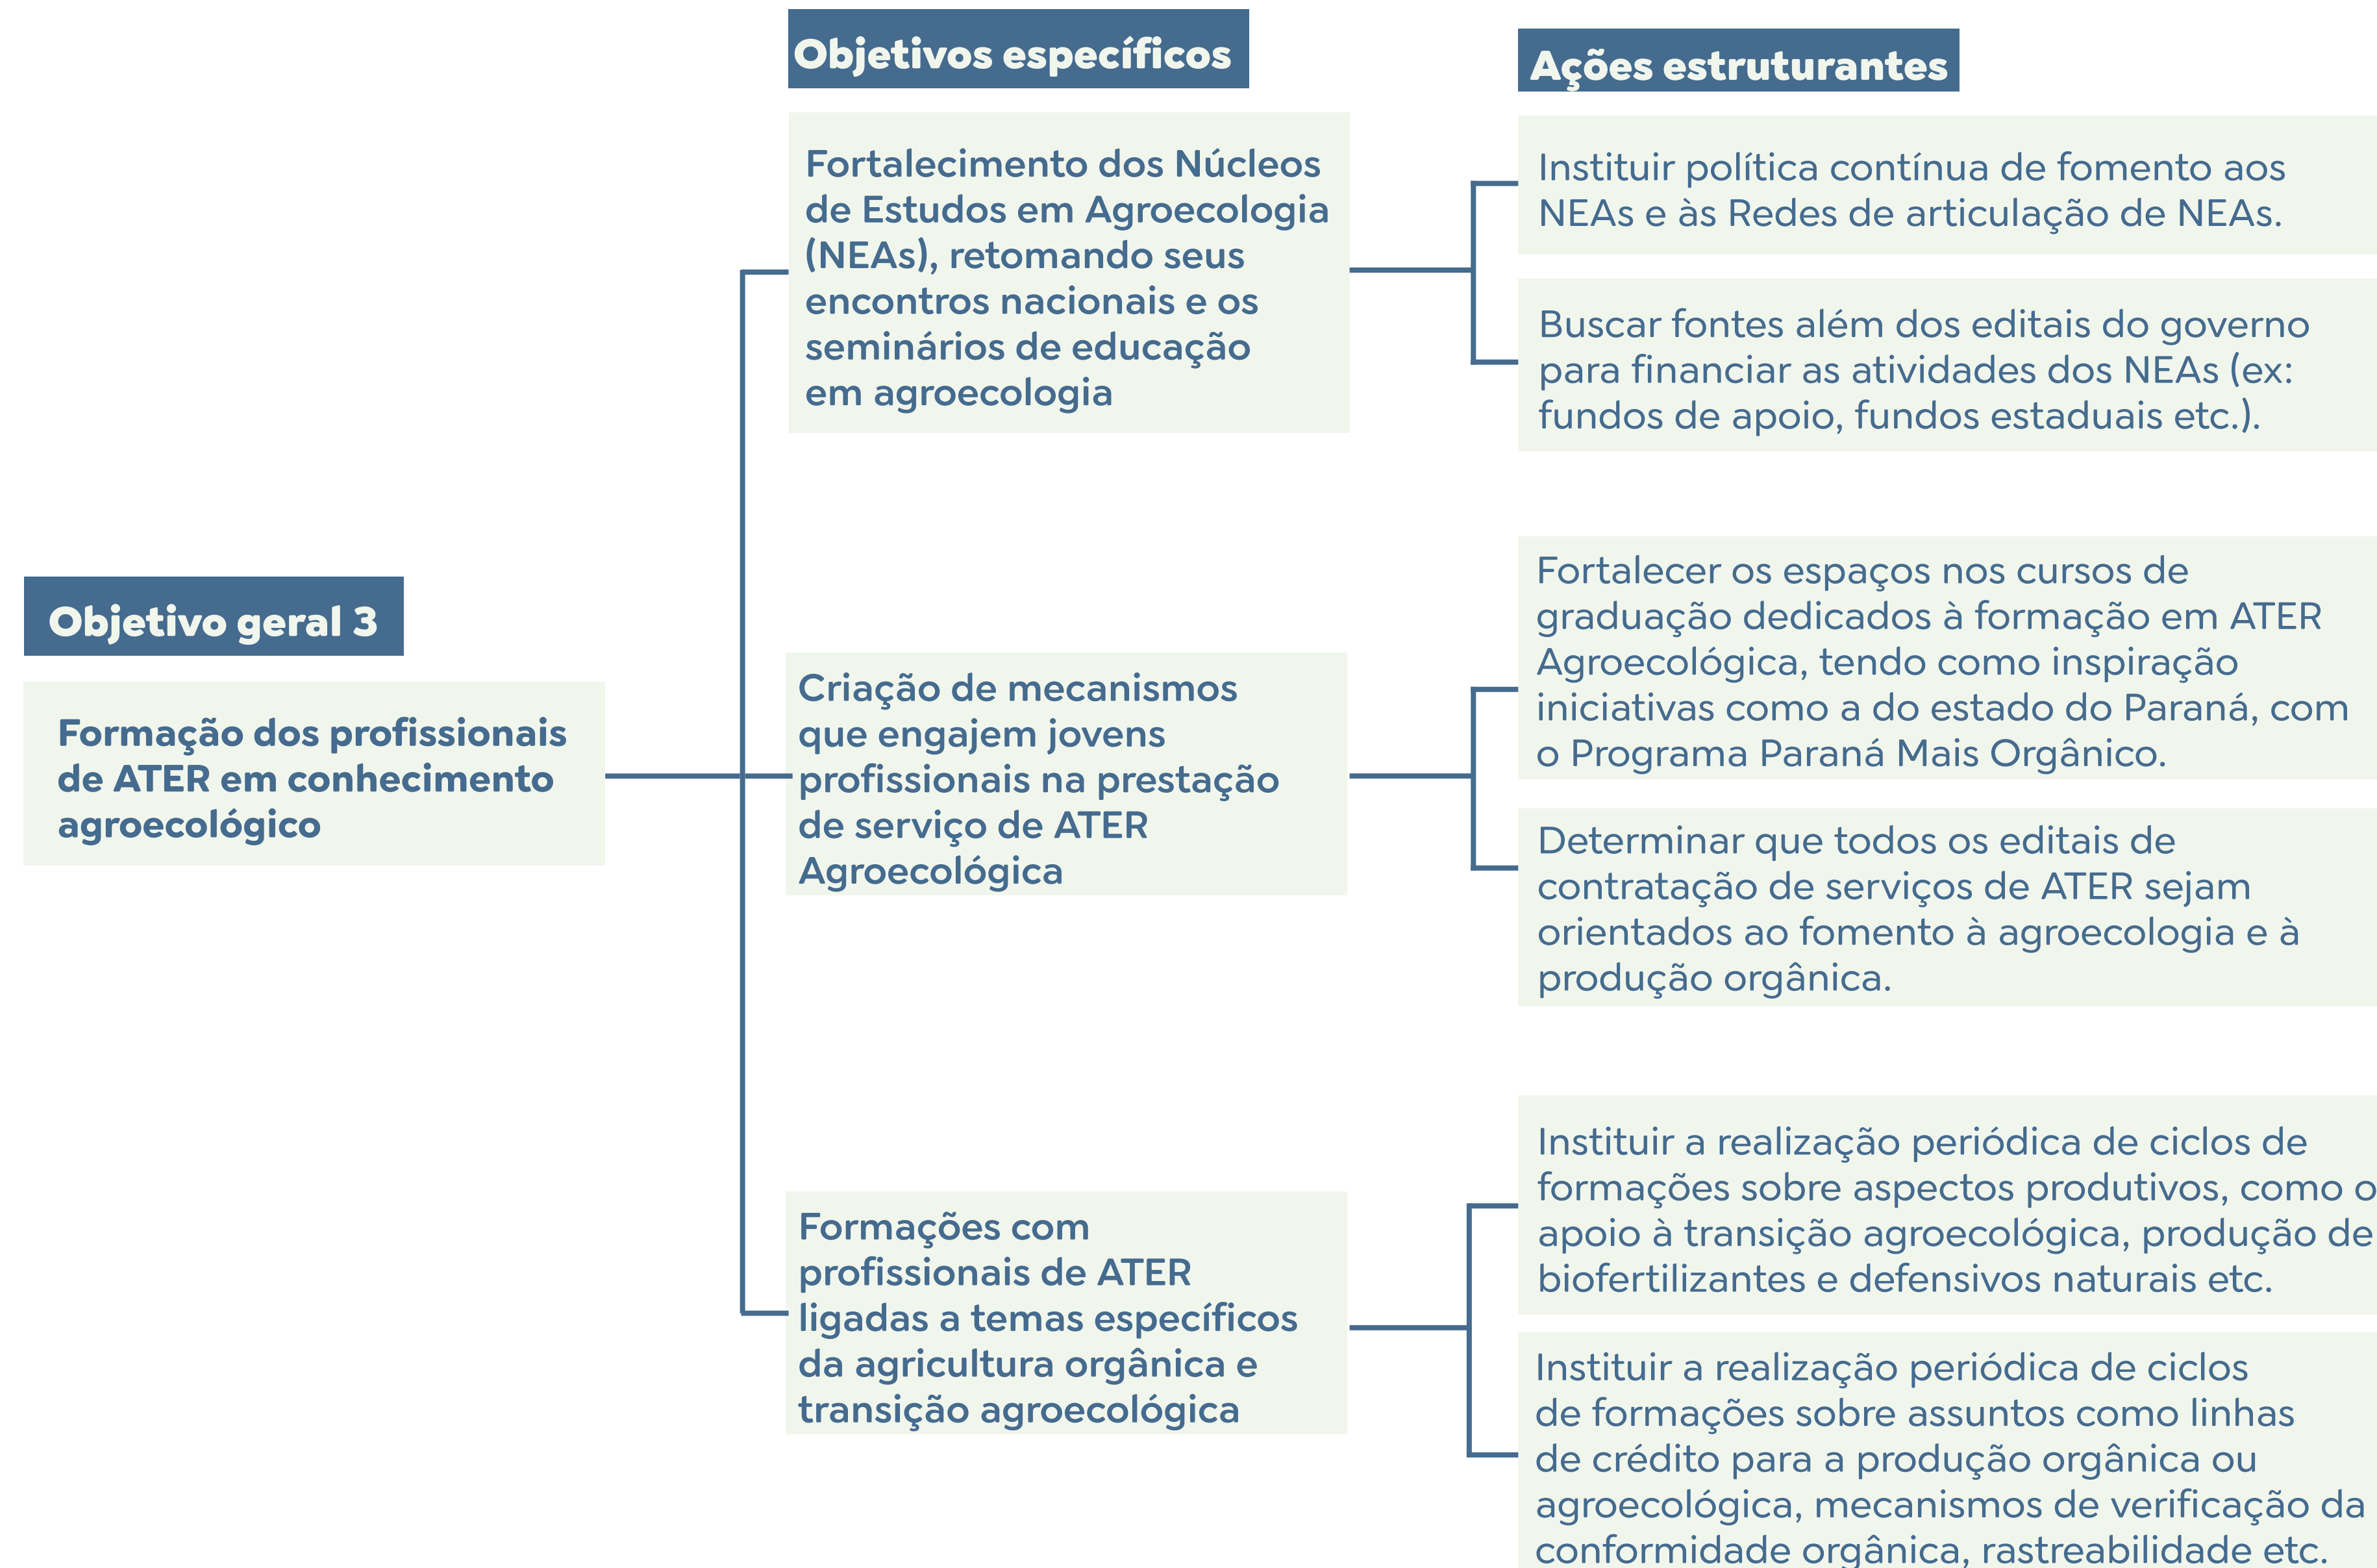 Objetivo geral 3
Formação dos profissionais
de ATER em conhecimento
agroecológico
Objetivos específicos
Fortalecimento dos Núcleos
de Estudos em Agroecologia
(NEAs), retomando seus
encontros nacionais e os
seminários de educação
em agroecologia
Criação de mecanismos
que engajem jovens
profissionais na prestação
de serviço de ATER
Agroecológica
Formações com
profissionais de ATER
ligadas a temas específicos
da agricultura orgânica e
transição agroecológica
Ações estruturantes
Instituir política contínua de fomento aos
NEAs e às Redes de articulação de NEAs.
Buscar fontes além dos editais do governo
para financiar as atividades dos NEAs (ex:
fundos de apoio, fundos estaduais etc.).
Fortalecer os espaços nos cursos de
graduação dedicados à formação em ATER
Agroecológica, tendo como inspiração
iniciativas como a do estado do Paraná, com
o Programa Paraná Mais Orgânico.
Determinar que todos os editais de
contratação de serviços de ATER sejam
orientados ao fomento à agroecologia e à
produção orgânica.
Instituir a realização periódica de ciclos de
formações sobre aspectos produtivos, como o
apoio à transição agroecológica, produção de
biofertilizantes e defensivos naturais etc.
Instituir a realização periódica de ciclos
de formações sobre assuntos como linhas
de crédito para a produção orgânica ou
agroecológica, mecanismos de verificação da
conformidade orgânica, rastreabilidade etc.